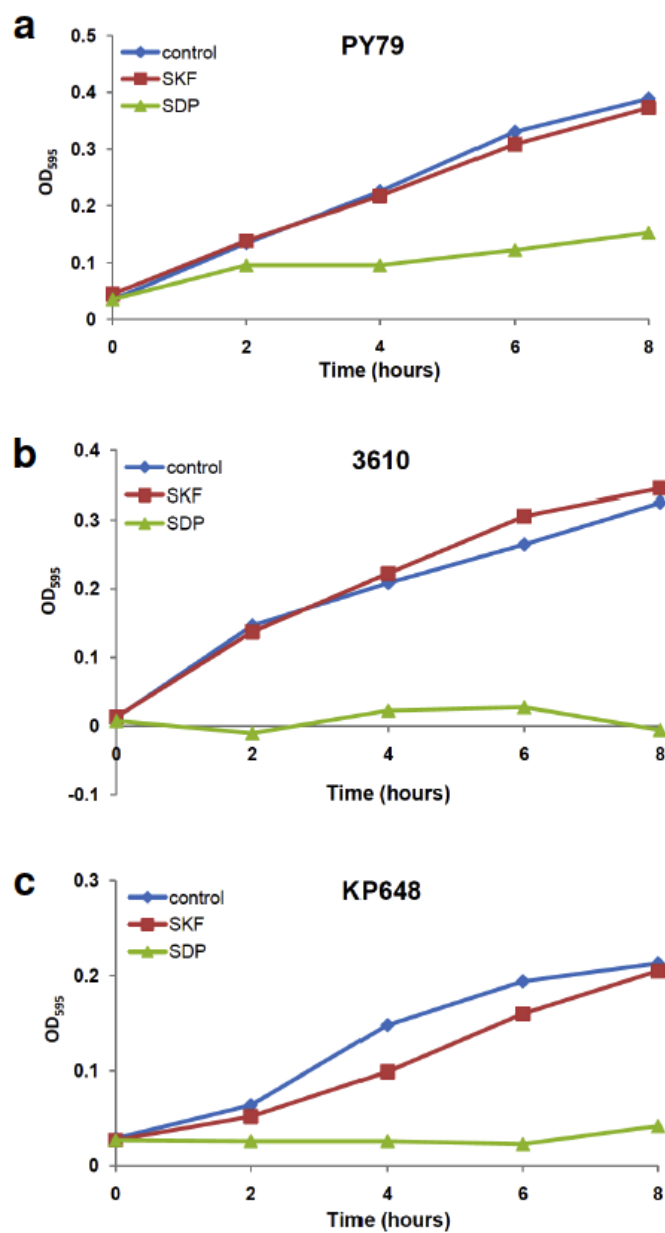 a
PY79
control
SKF
SDP
0.5
0.4
0.3
0.2
0.1
0
OD595
0 2 4 6 8
Time (hours)
b
3610
control
SKF
SDP
0.4
0.3
0.2
0.1
0
-0.1
OD595
0 2 4 6 8
Time (hours)
c
KP648
control
SKF
SDP
0.3
0.2
0.1
0
OD595
0 2 4 6 8
Time (hours)